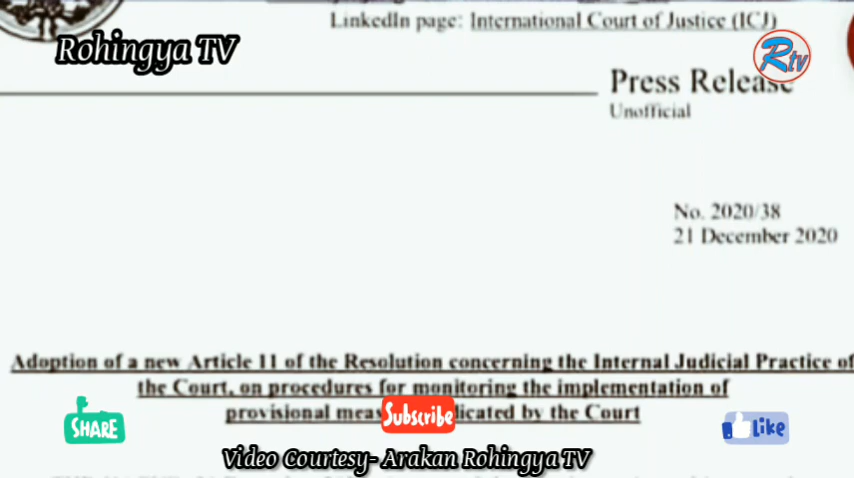 LinkedIn page: International Court of Justice (ICJ)
Rohingya TV
Rtv
Press Release
Unofficial
No. 2020/38
21 December 2020
Adoption of a new Article 11 of the Resolution concerning the Internal Judicial Practice of
the Court, on procedures for monitoring the implementation of
provisional meas dicated by the Court
SHARE
Subscribe
Like
Video Courtesy- Arakan Rohingya TV